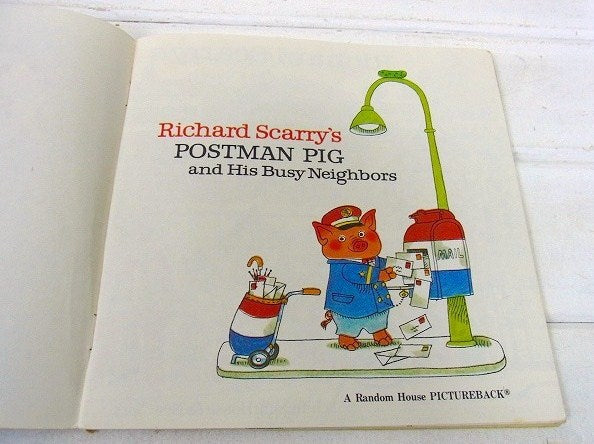 Richard Scarry's
POSTMAN PIG
and His Busy Neighbors
MAIL
A Random House PICTUREBACK®